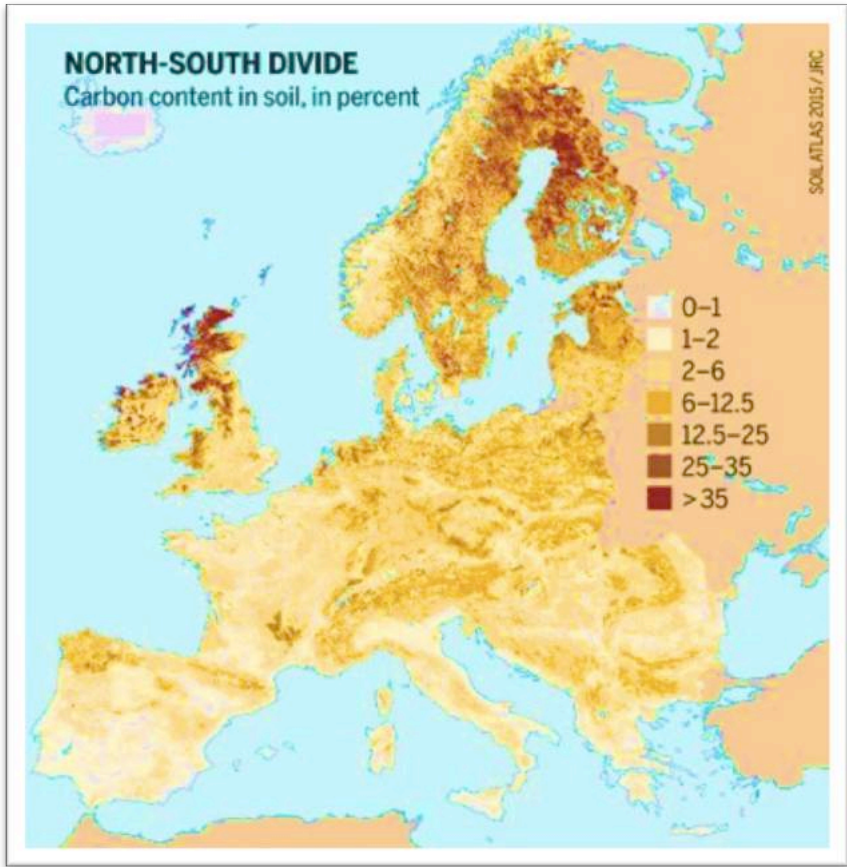 NORTH-SOUTH DIVIDE
Carbon content in soil, in percent
SOIL ATLAS 2015 / JRC
0–1
1–2
2–6
6–12.5
12.5–25
25–35
>35